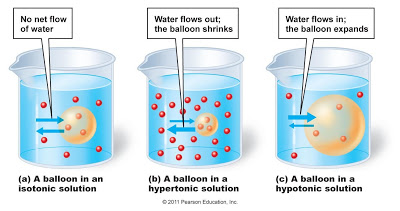 No net flow
of water
Water flows out;
the balloon shrinks
Water flows in;
the balloon expands
(a) A balloon in an
isotonic solution
(b) A balloon in a
hypertonic solution
(c) A balloon in a
hypotonic solution
© 2011 Pearson Education, Inc.